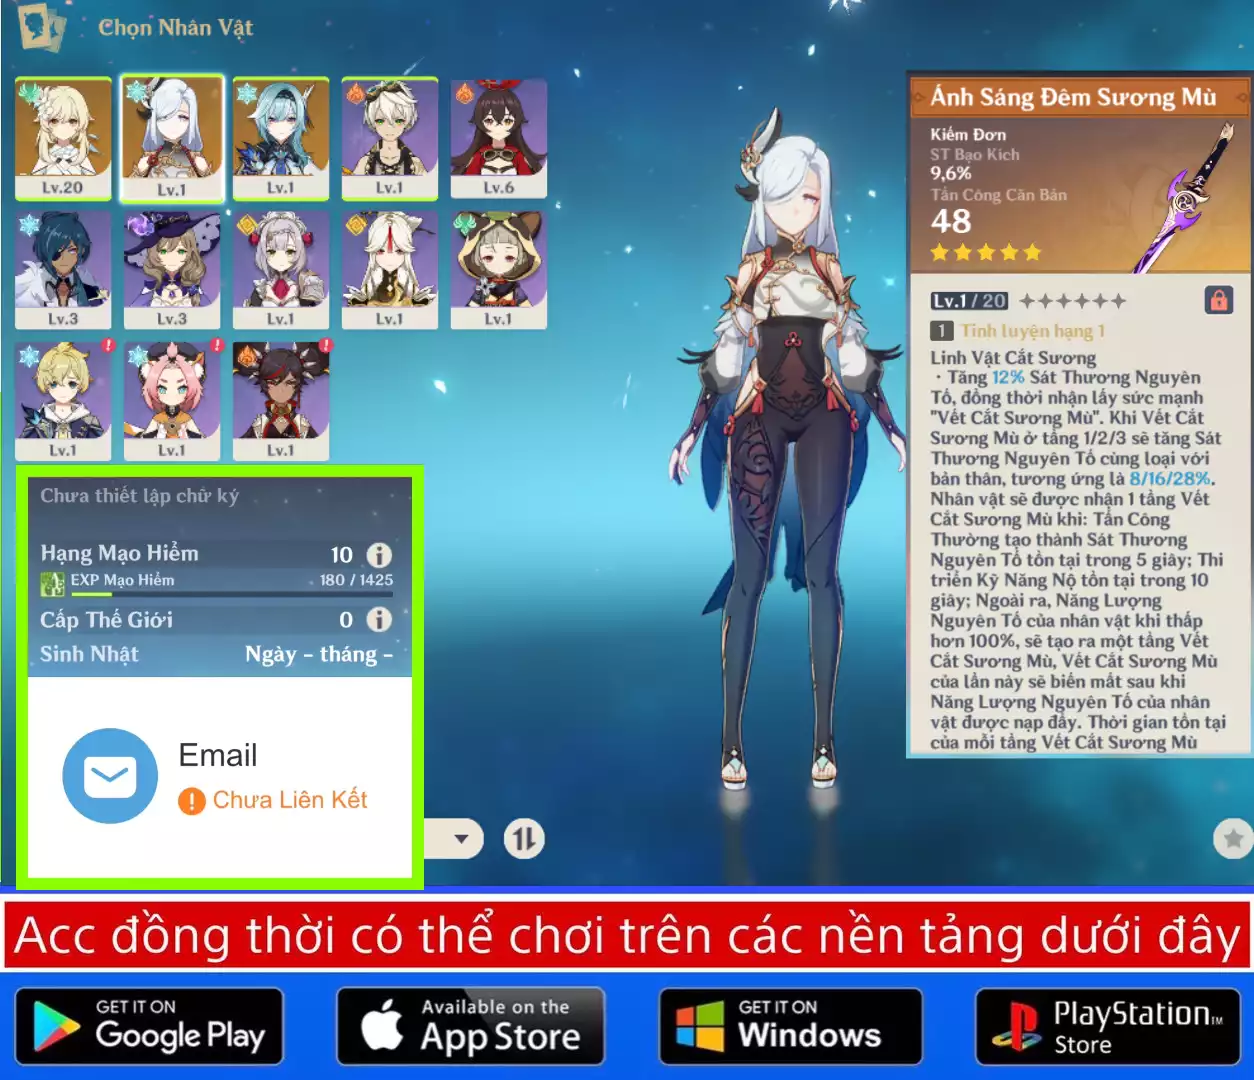 Chọn Nhân Vật
Lv.20
Lv.1
Lv.1
Lv.1
Lv.6
Lv.3
Lv.3
Lv.1
Lv.1
Lv.1
Lv.1
Lv.1
Lv.1
Chưa thiết lập chữ ký
Hạng Mạo Hiểm 10
EXP Mạo Hiểm 180 / 1425
Cấp Thế Giới 0
Sinh Nhật Ngày - tháng -
Email
Chưa Liên Kết
Ánh Sáng Đêm Sương Mù
Kiếm Đơn
ST Bạo Kích
9,6%
Tấn Công Căn Bản
48
Lv.1 / 20
1 Tinh luyện hạng 1
Linh Vật Cắt Sương
· Tăng 12% Sát Thương Nguyên
Tố, đồng thời nhận lấy sức mạnh
"Vết Cắt Sương Mù". Khi Vết Cắt
Sương Mù ở tầng 1/2/3 sẽ tăng Sát
Thương Nguyên Tố cùng loại với
bản thân, tương ứng là 8/16/28%.
Nhân vật sẽ được nhận 1 tầng Vết
Cắt Sương Mù khi: Tấn Công
Thường tạo thành Sát Thương
Nguyên Tố tồn tại trong 5 giây; Thi
triển Kỹ Năng Nộ tồn tại trong 10
giây; Ngoài ra, Năng Lượng
Nguyên Tố của nhân vật khi thấp
hơn 100%, sẽ tạo ra một tầng Vết
Cắt Sương Mù, Vết Cắt Sương Mù
của lần này sẽ biến mất sau khi
Năng Lượng Nguyên Tố của nhân
vật được nạp đầy. Thời gian tồn tại
của mỗi tầng Vết Cắt Sương Mù
Acc đồng thời có thể chơi trên các nền tảng dưới đây
GET IT ON
Google Play
Available on the
App Store
GET IT ON
Windows
PlayStation™
Store